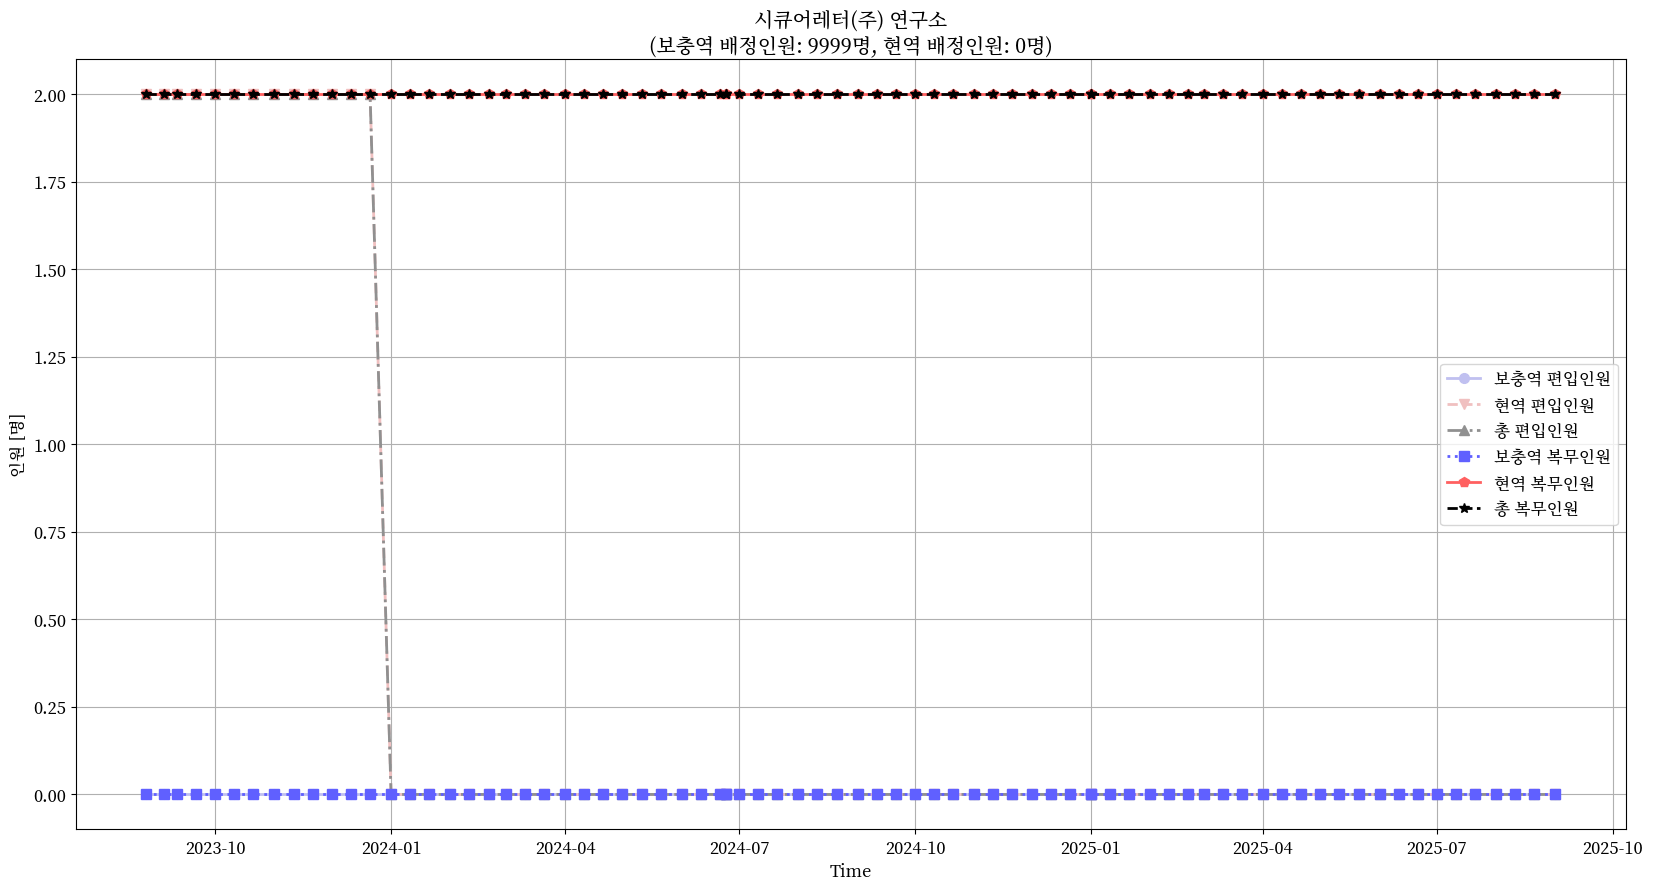 시큐어레터(주) 연구소
(보충역 배정인원: 9999명, 현역 배정인원: 0명)
2.00
1.75
1.50
1.25
1.00
0.75
0.50
0.25
0.00
인원 [명]
보충역 편입인원
현역 편입인원
총 편입인원
보충역 복무인원
현역 복무인원
총 복무인원
2023-10
2024-01
2024-04
2024-07
2024-10
2025-01
2025-04
2025-07
2025-10
Time